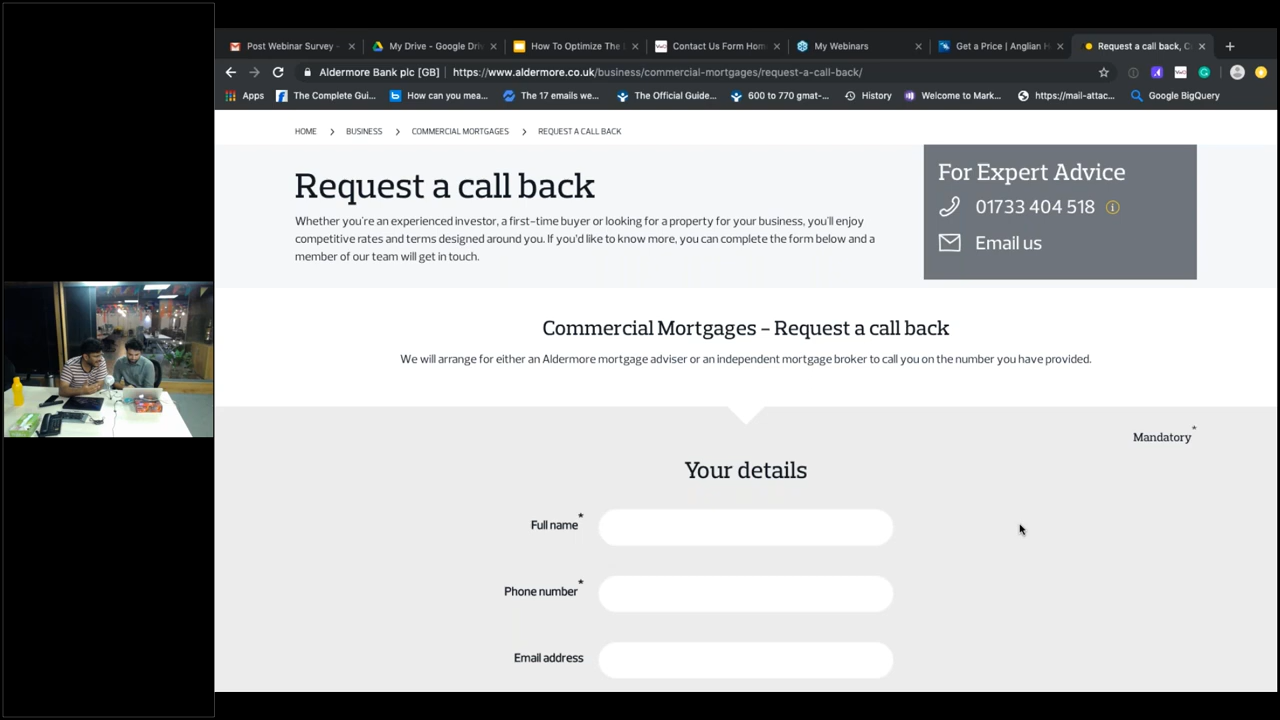 Post Webinar Survey -
My Drive - Google Dri
How To Optimize The
Contact Us Form Hom
My Webinars
Get a Price | Anglian H
Request a call back, C
Aldermore Bank plc [GB] | https://www.aldermore.co.uk/business/commercial-mortgages/request-a-call-back/
Apps
The Complete Gui...
How can you mea...
The 17 emails we...
The Official Guide...
600 to 770 gmat-...
History
Welcome to Mark...
https://mail-attac...
Google BigQuery
HOME > BUSINESS > COMMERCIAL MORTGAGES > REQUEST A CALL BACK
Request a call back
Whether you're an experienced investor, a first-time buyer or looking for a property for your business, you'll enjoy
competitive rates and terms designed around you. If you'd like to know more, you can complete the form below and a
member of our team will get in touch.
For Expert Advice
01733 404 518
Email us
Commercial Mortgages – Request a call back
We will arrange for either an Aldermore mortgage adviser or an independent mortgage broker to call you on the number you have provided.
Mandatory*
Your details
Full name*
Phone number*
Email address